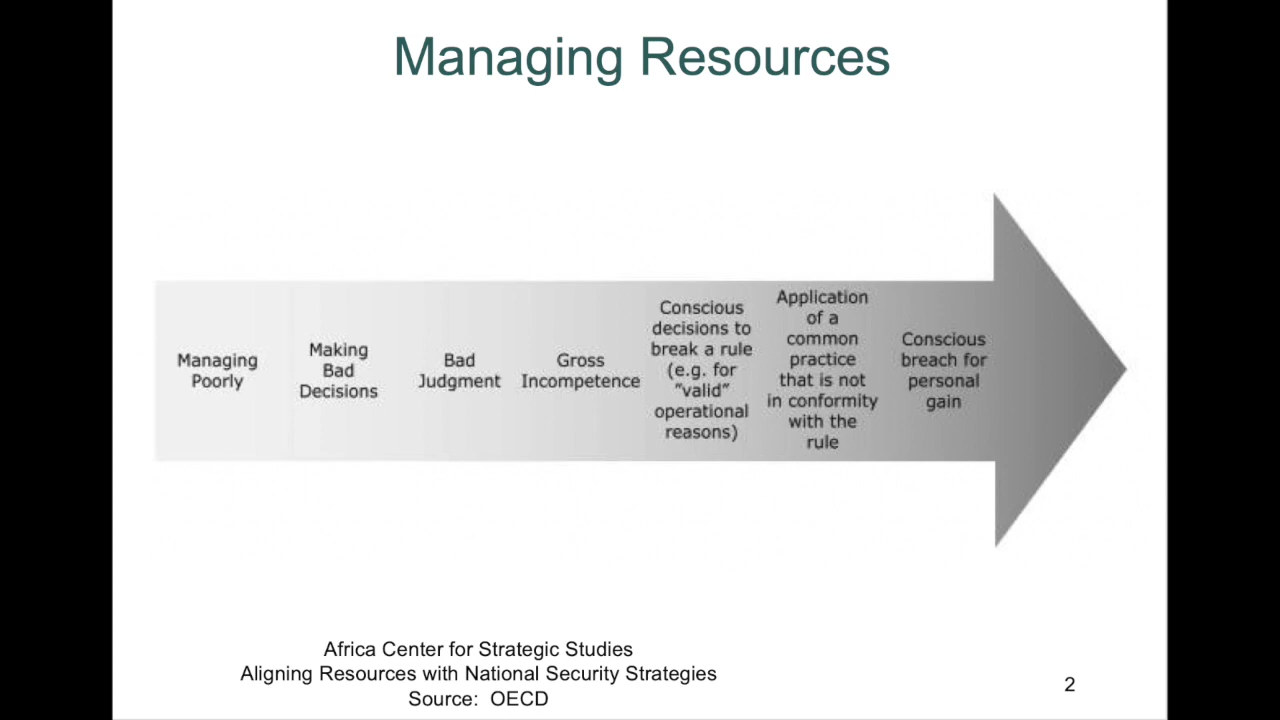 Managing Resources
Managing
Poorly
Making
Bad
Decisions
Bad
Judgment
Gross
Incompetence
Conscious
decisions to
break a rule
(e.g. for
"valid"
operational
reasons)
Application
of a
common
practice
that is not
in conformity
with the
rule
Conscious
breach for
personal
gain
Africa Center for Strategic Studies
Aligning Resources with National Security Strategies
Source:  OECD
2